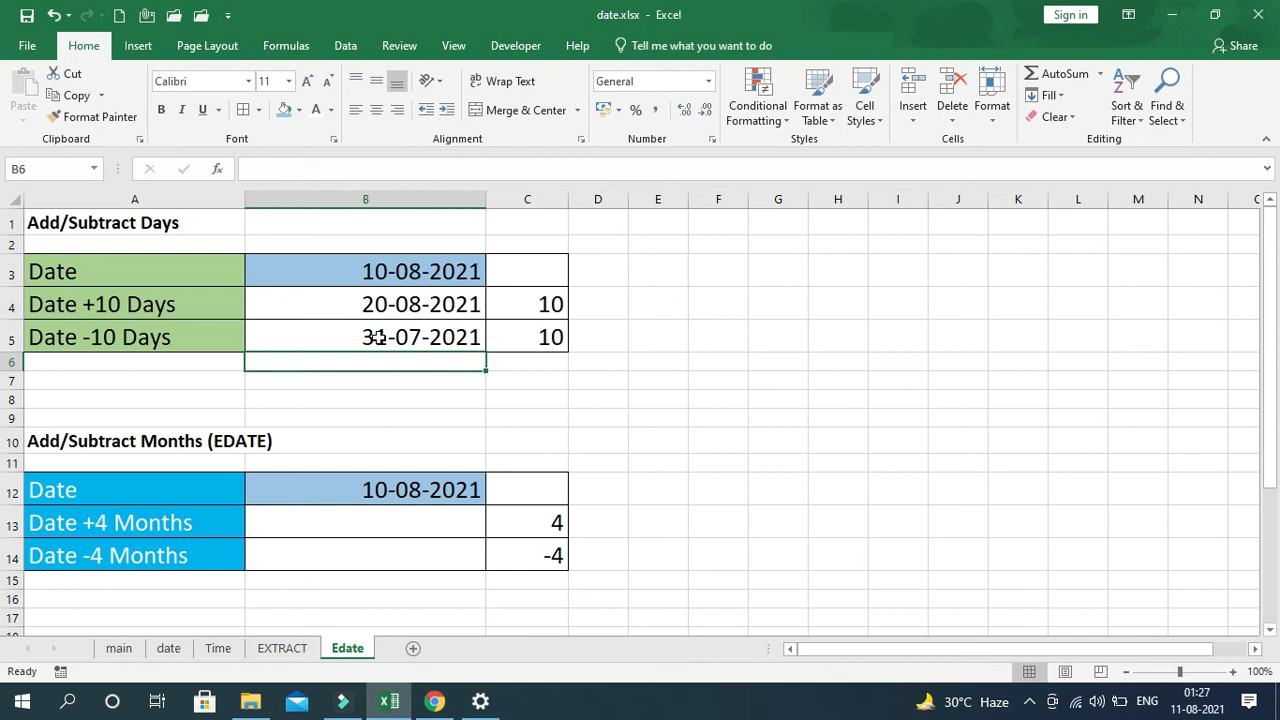 date.xlsx - Excel
Sign in
File Home Insert Page Layout Formulas Data Review View Developer Help Tell me what you want to do Share
Paste
Cut
Copy
Format Painter
Clipboard
Calibri 11
B I U A
Font
Wrap Text
Merge & Center
Alignment
General
%
Number
Conditional Formatting
Format as Table
Cell Styles
Styles
Insert
Delete
Format
Cells
AutoSum
Fill
Clear
Sort & Filter
Find & Select
Editing
B6 fx
A B C D E F G H I J K L M N
1 Add/Subtract Days
2
3 Date 10-08-2021
4 Date +10 Days 20-08-2021 10
5 Date -10 Days 31-07-2021 10
6
7
8
9
10 Add/Subtract Months (EDATE)
11
12 Date 10-08-2021
13 Date +4 Months 4
14 Date -4 Months -4
15
16
17
main date Time EXTRACT Edate
Ready 100%
30°C Haze ENG 01:27
11-08-2021